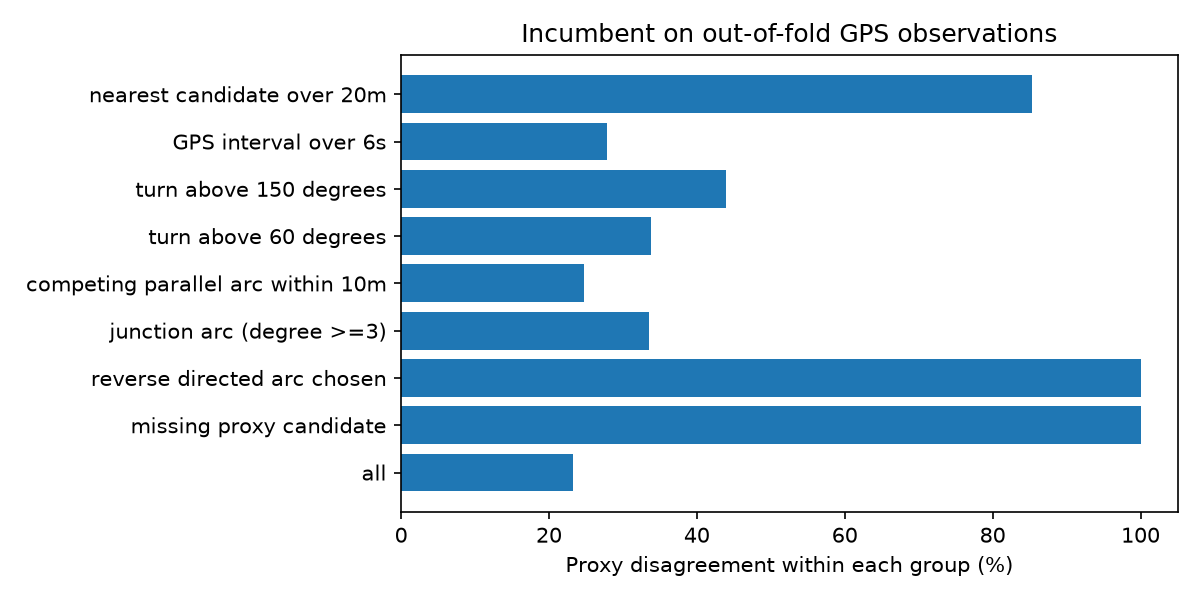 Incumbent on out-of-fold GPS observations
nearest candidate over 20m
GPS interval over 6s
turn above 150 degrees
turn above 60 degrees
competing parallel arc within 10m
junction arc (degree >=3)
reverse directed arc chosen
missing proxy candidate
all
0 20 40 60 80 100
Proxy disagreement within each group (%)